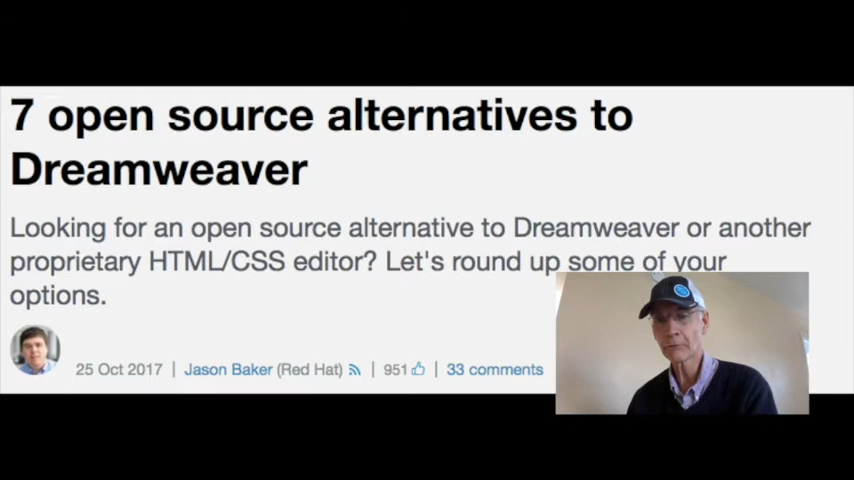 7 open source alternatives to
Dreamweaver
Looking for an open source alternative to Dreamweaver or another
proprietary HTML/CSS editor? Let's round up some of your
options.
25 Oct 2017 | Jason Baker (Red Hat) | 951 | 33 comments